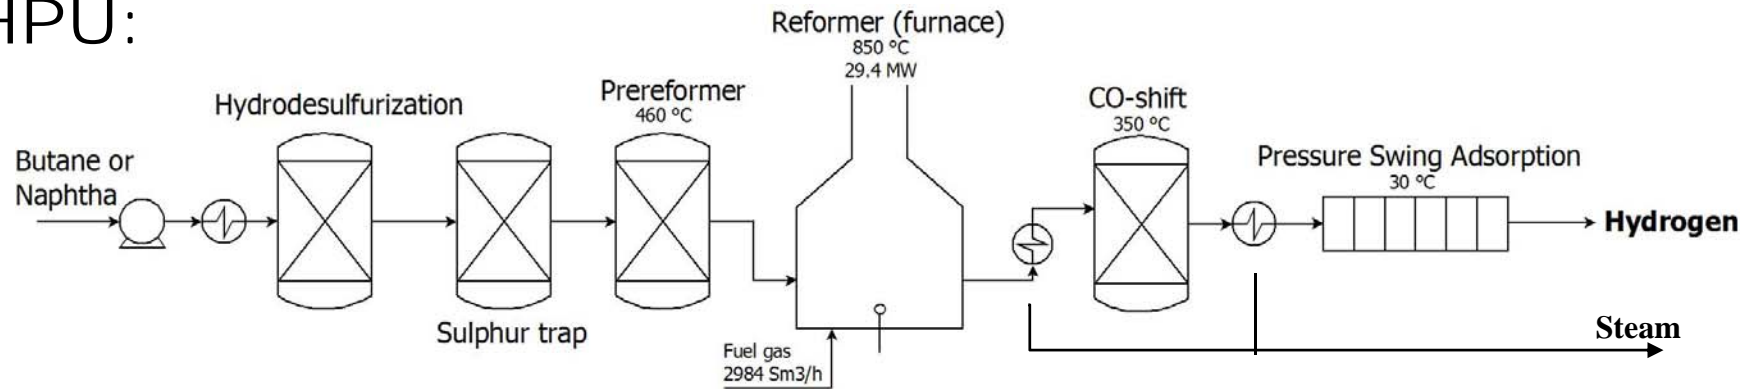 HPU:
Reformer (furnace)
850 °C
29.4 MW
Hydrodesulfurization
Prereformer
460 °C
CO-shift
350 °C
Butane or
Naphtha
Pressure Swing Adsorption
30 °C
Hydrogen
Sulphur trap
Fuel gas
2984 Sm3/h
Steam